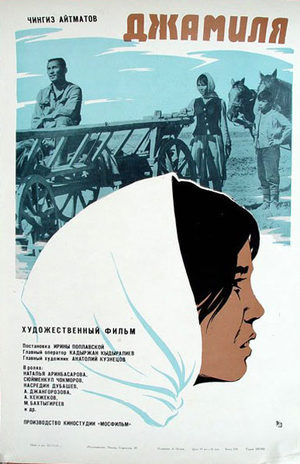 ЧИНГИЗ АЙТМАТОВ
ДЖАМИЛЯ
ХУДОЖЕСТВЕННЫЙ ФИЛЬМ
Постановка ИРИНЫ ПОПЛАВСКОЙ
Главный оператор КАДЫРЖАН КЫДЫРАЛИЕВ
Главный художник АНАТОЛИЙ КУЗНЕЦОВ
В ролях:
НАТАЛЬЯ АРИНБАСАРОВА,
СЮЙМЕНКУЛ ЧОКМОРОВ,
НАСРЕДИН ДУБАШЕВ,
А. ДЖАНГОРОЗОВА,
А. КЕНЖЕКОВ,
М. БАХТЫГИРЕЕВ
и др.
ПРОИЗВОДСТВО КИНОСТУДИИ «МОСФИЛЬМ»